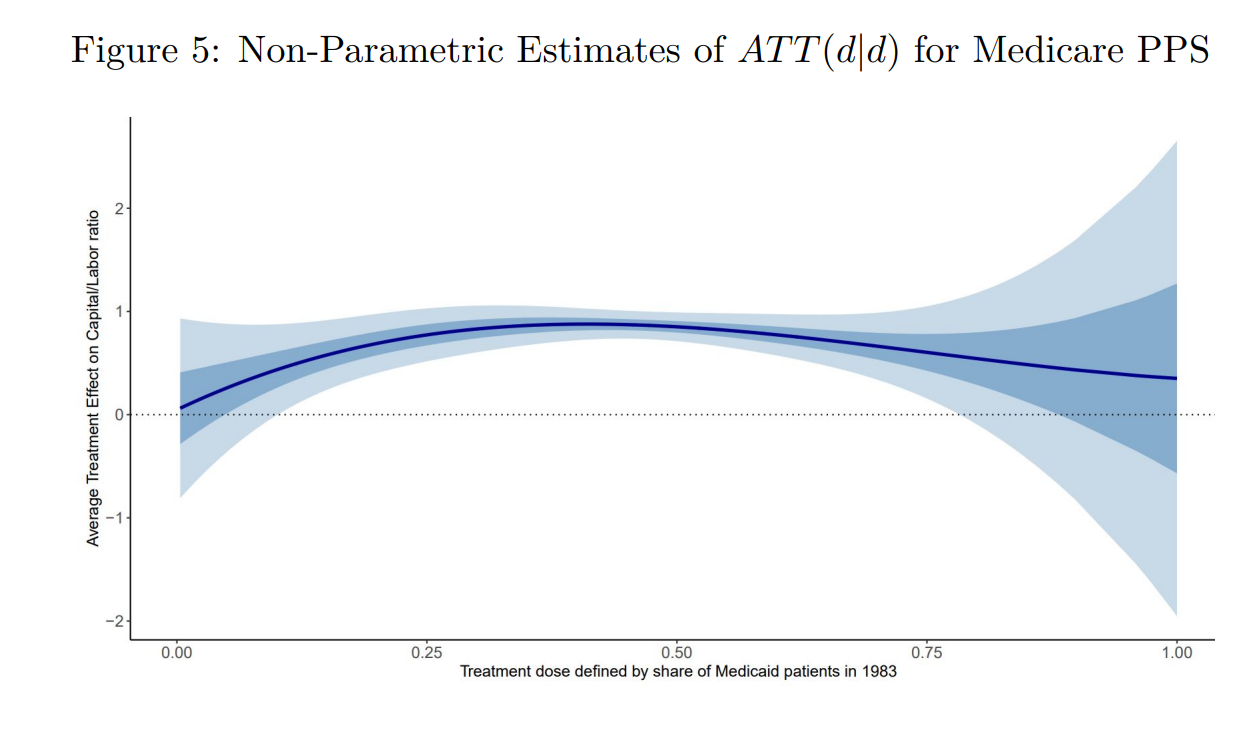 Figure 5: Non-Parametric Estimates of ATT(d|d) for Medicare PPS
Average Treatment Effect on Capital/Labor ratio
2
1
0
−1
−2
0.00 0.25 0.50 0.75 1.00
Treatment dose defined by share of Medicaid patients in 1983